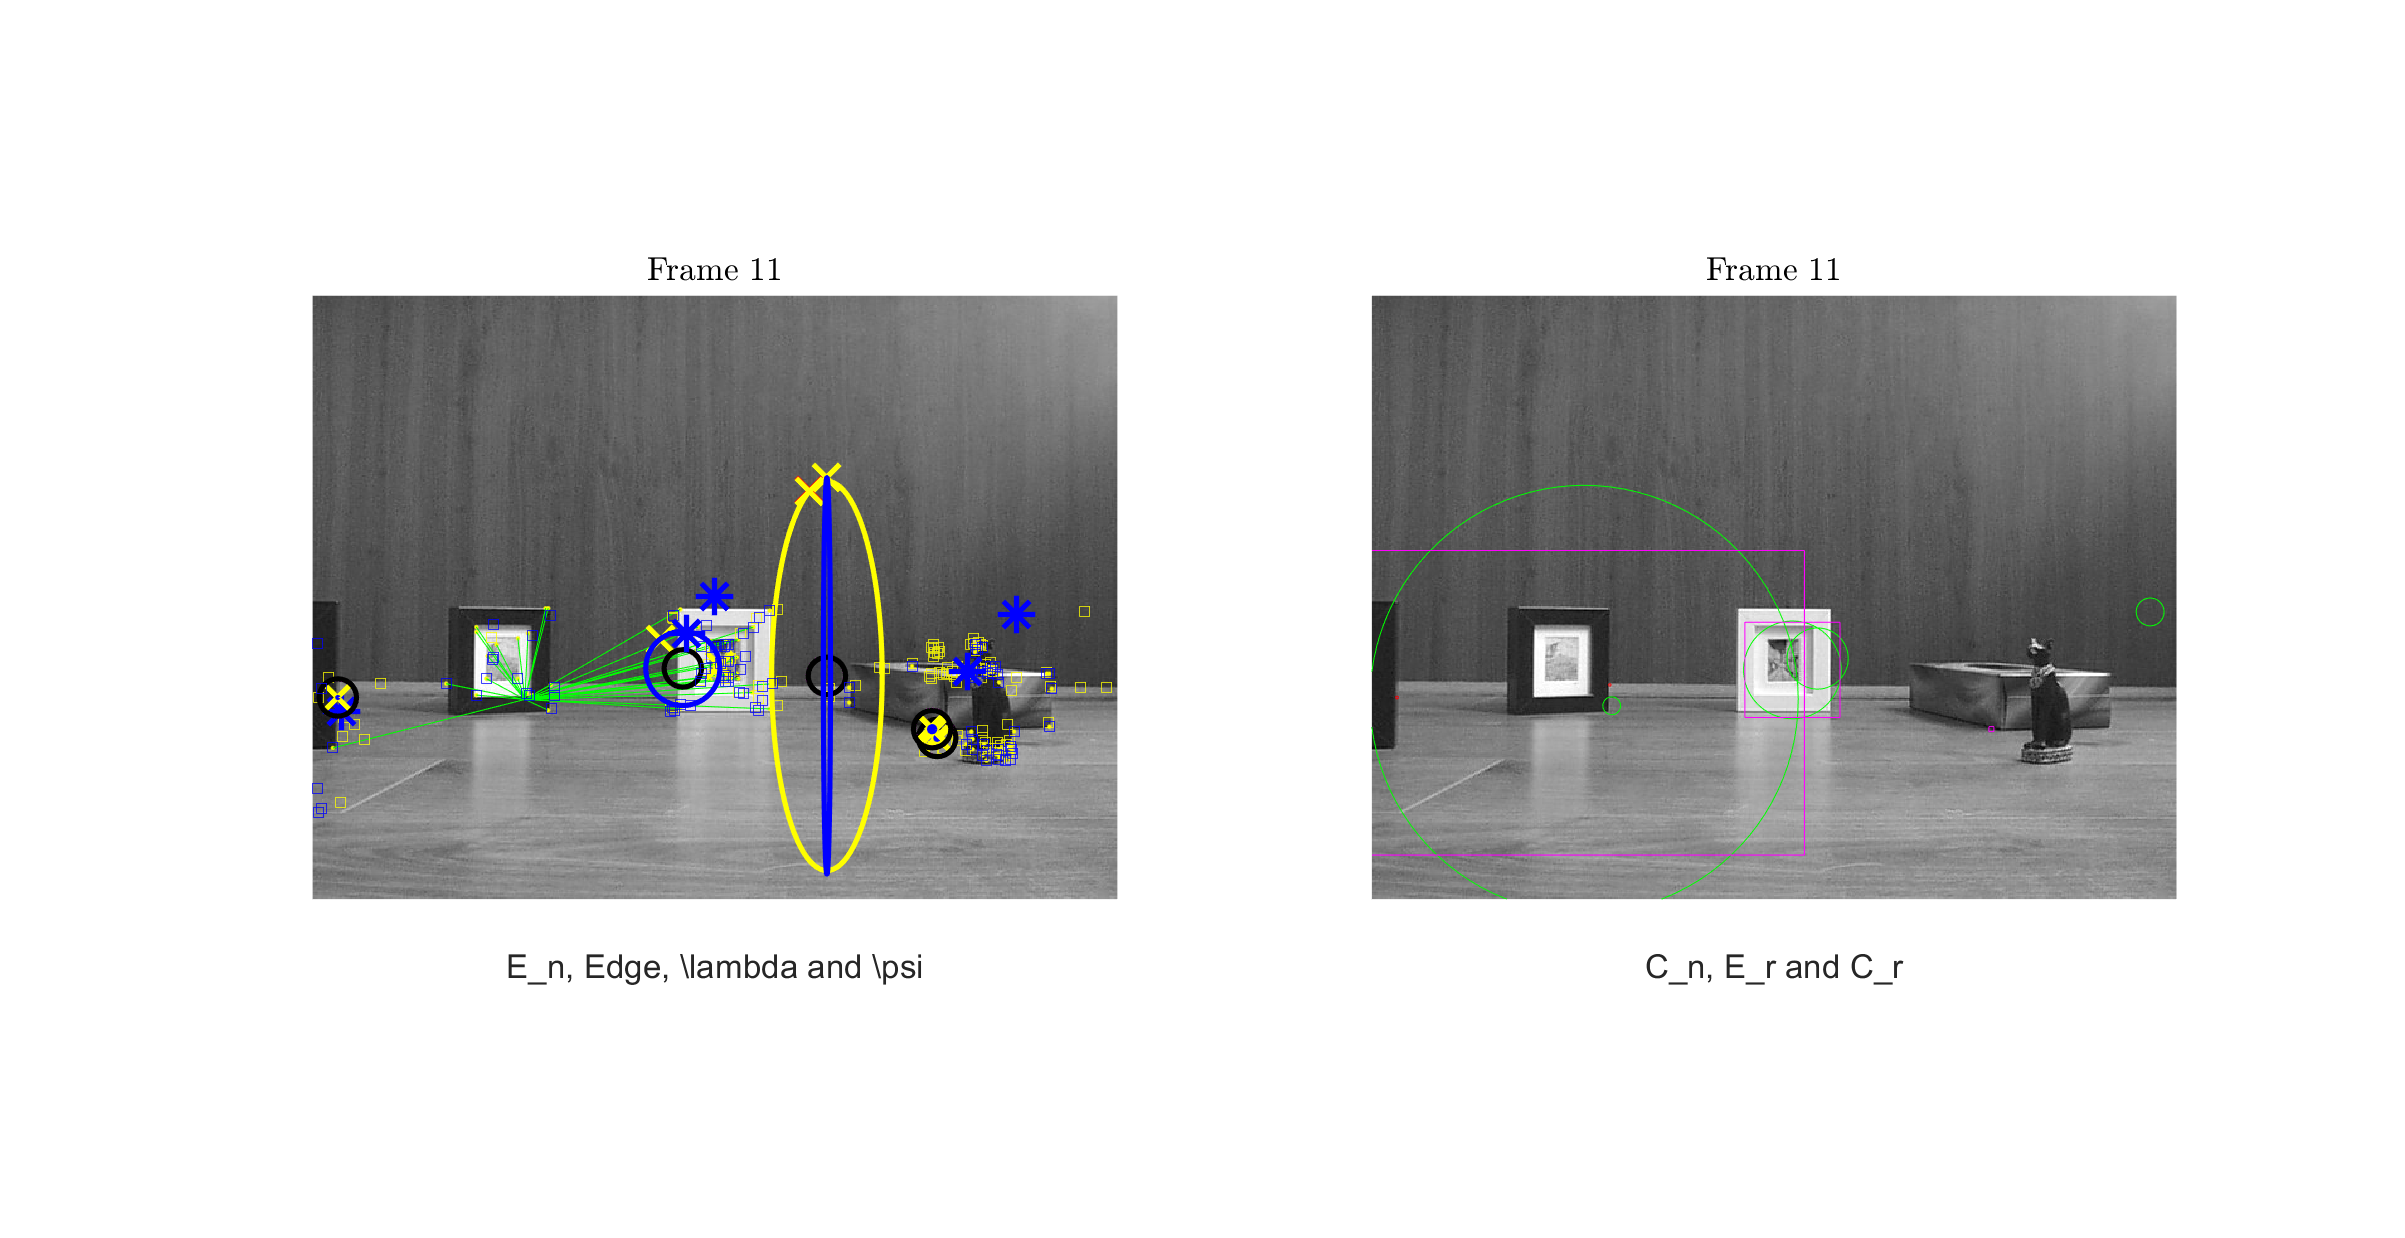 Frame 11
Frame 11
E_n, Edge, \lambda and \psi
C_n, E_r and C_r